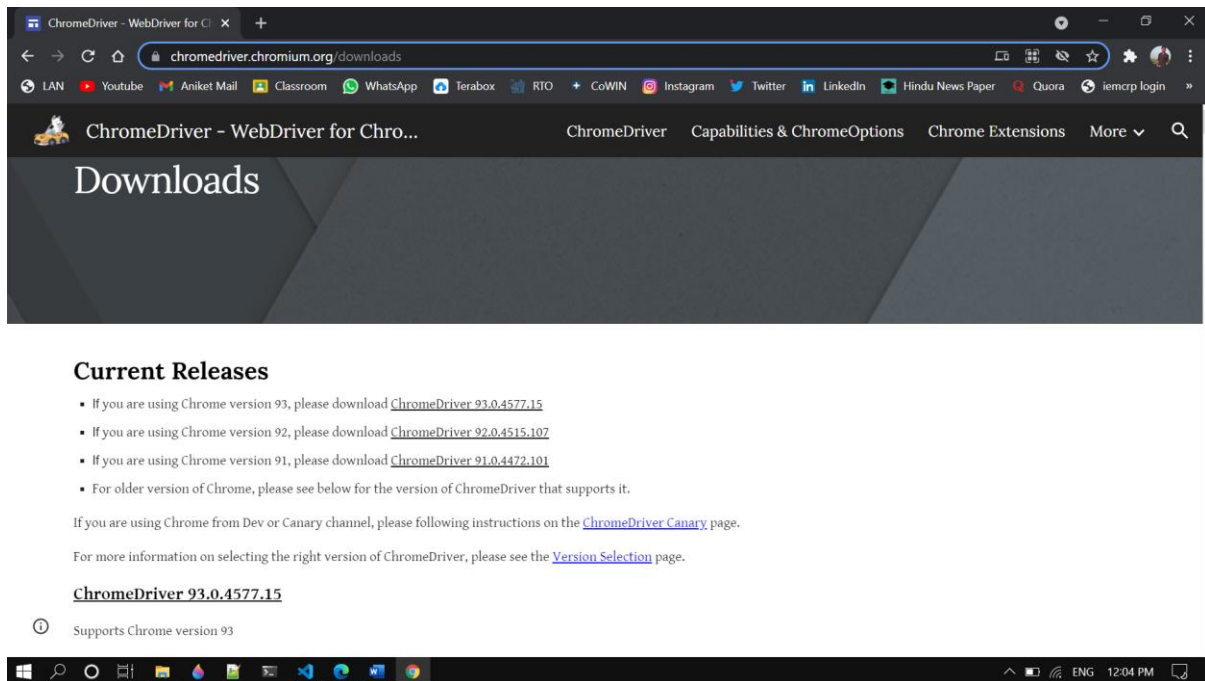 ChromeDriver - WebDriver for Ch
chromedriver.chromium.org/downloads
LAN Youtube Aniket Mail Classroom WhatsApp Terabox RTO CoWIN Instagram Twitter LinkedIn Hindu News Paper Quora iemcrp login »
ChromeDriver - WebDriver for Chro... ChromeDriver Capabilities & ChromeOptions Chrome Extensions More
Downloads
Current Releases
▪ If you are using Chrome version 93, please download ChromeDriver 93.0.4577.15
▪ If you are using Chrome version 92, please download ChromeDriver 92.0.4515.107
▪ If you are using Chrome version 91, please download ChromeDriver 91.0.4472.101
▪ For older version of Chrome, please see below for the version of ChromeDriver that supports it.
If you are using Chrome from Dev or Canary channel, please following instructions on the ChromeDriver Canary page.
For more information on selecting the right version of ChromeDriver, please see the Version Selection page.
ChromeDriver 93.0.4577.15
Supports Chrome version 93
ENG 12:04 PM